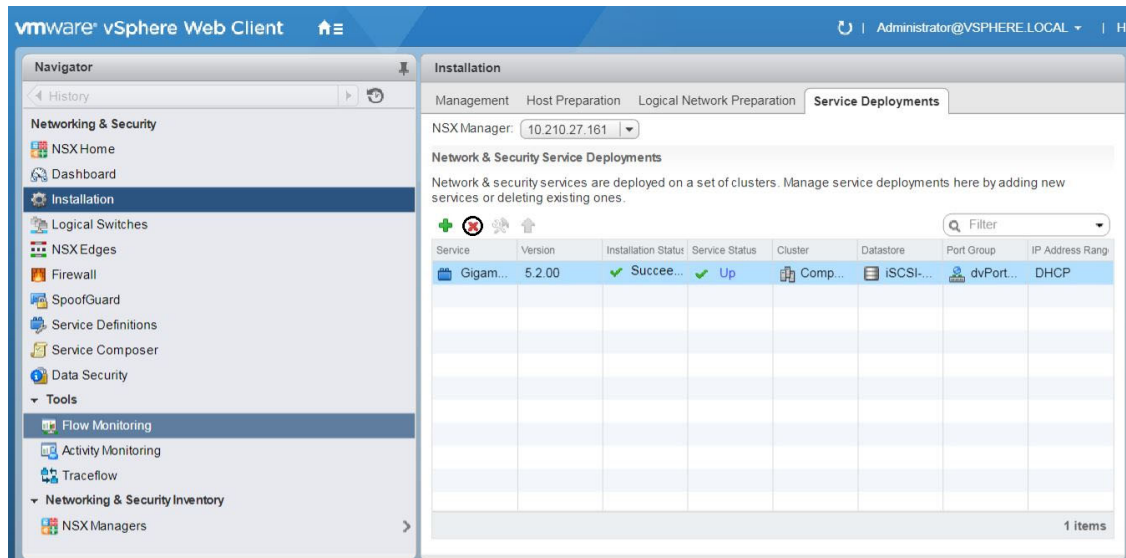 vmware® vSphere Web Client
Administrator@VSPHERE.LOCAL | H
Navigator
History
Networking & Security
NSX Home
Dashboard
Installation
Logical Switches
NSX Edges
Firewall
SpoofGuard
Service Definitions
Service Composer
Data Security
Tools
Flow Monitoring
Activity Monitoring
Traceflow
Networking & Security Inventory
NSX Managers
Installation
Management Host Preparation Logical Network Preparation Service Deployments
NSX Manager: 10.210.27.161
Network & Security Service Deployments
Network & security services are deployed on a set of clusters. Manage service deployments here by adding new
services or deleting existing ones.
Filter
Service Version Installation Status Service Status Cluster Datastore Port Group IP Address Rang
Gigam... 5.2.00 Succee... Up Comp... iSCSI-... dvPort... DHCP
1 items